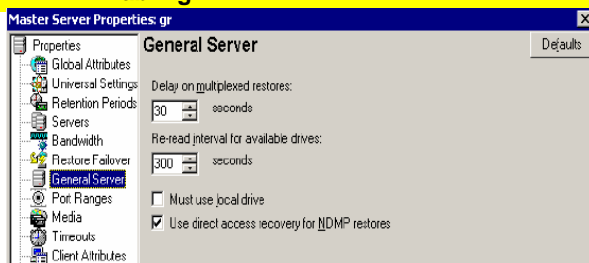 Master Server Properties: gr
Properties
Global Attributes
Universal Settings
Retention Periods
Servers
Bandwidth
Restore Failover
General Server
Port Ranges
Media
Timeouts
Client Attributes
General Server
Defaults
Delay on multiplexed restores:
30 seconds
Re-read interval for available drives:
300 seconds
Must use local drive
Use direct access recovery for NDMP restores